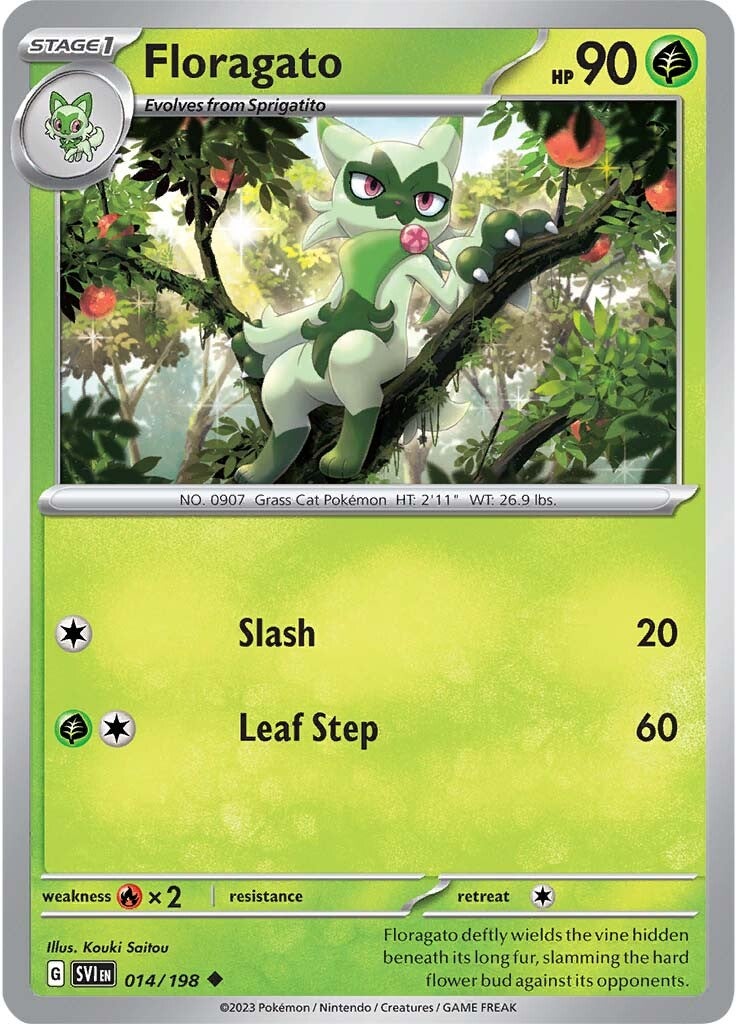 STAGE1
Floragato
HP 90
Evolves from Sprigatito
NO. 0907 Grass Cat Pokémon HT: 2'11" WT: 26.9 lbs.
Slash 20
Leaf Step 60
weakness ×2 resistance retreat
Illus. Kouki Saitou
Floragato deftly wields the vine hidden
beneath its long fur, slamming the hard
flower bud against its opponents.
G SVI EN 014/198
©2023 Pokémon / Nintendo / Creatures / GAME FREAK